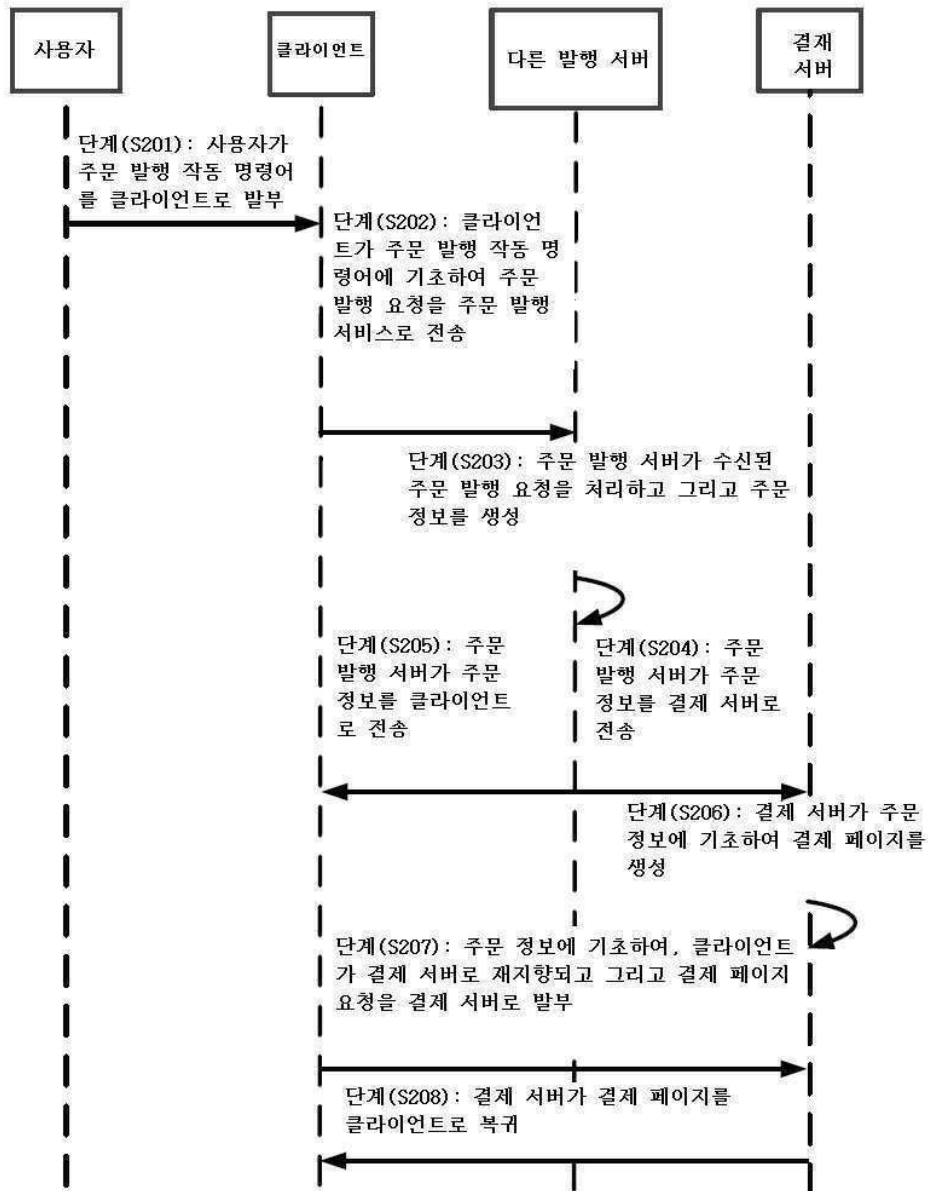 사용자
클라이언트
다른 발행 서버
결재
서버
단계(S201): 사용자가
주문 발행 작동 명령어
를 클라이언트로 발부
단계(S202): 클라이언
트가 주문 발행 작동 명
령어에 기초하여 주문
발행 요청을 주문 발행
서비스로 전송
단계(S203): 주문 발행 서버가 수신된
주문 발행 요청을 처리하고 그리고 주문
정보를 생성
단계(S205): 주문
발행 서버가 주문
정보를 클라이언트
로 전송
단계(S204): 주문
발행 서버가 주문
정보를 결제 서버로
전송
단계(S206): 결제 서버가 주문
정보에 기초하여 결제 페이지를
생성
단계(S207): 주문 정보에 기초하여, 클라이언트
가 결제 서버로 재지향되고 그리고 결제 페이지
요청을 결제 서버로 발부
단계(S208): 결제 서버가 결제 페이지를
클라이언트로 복귀